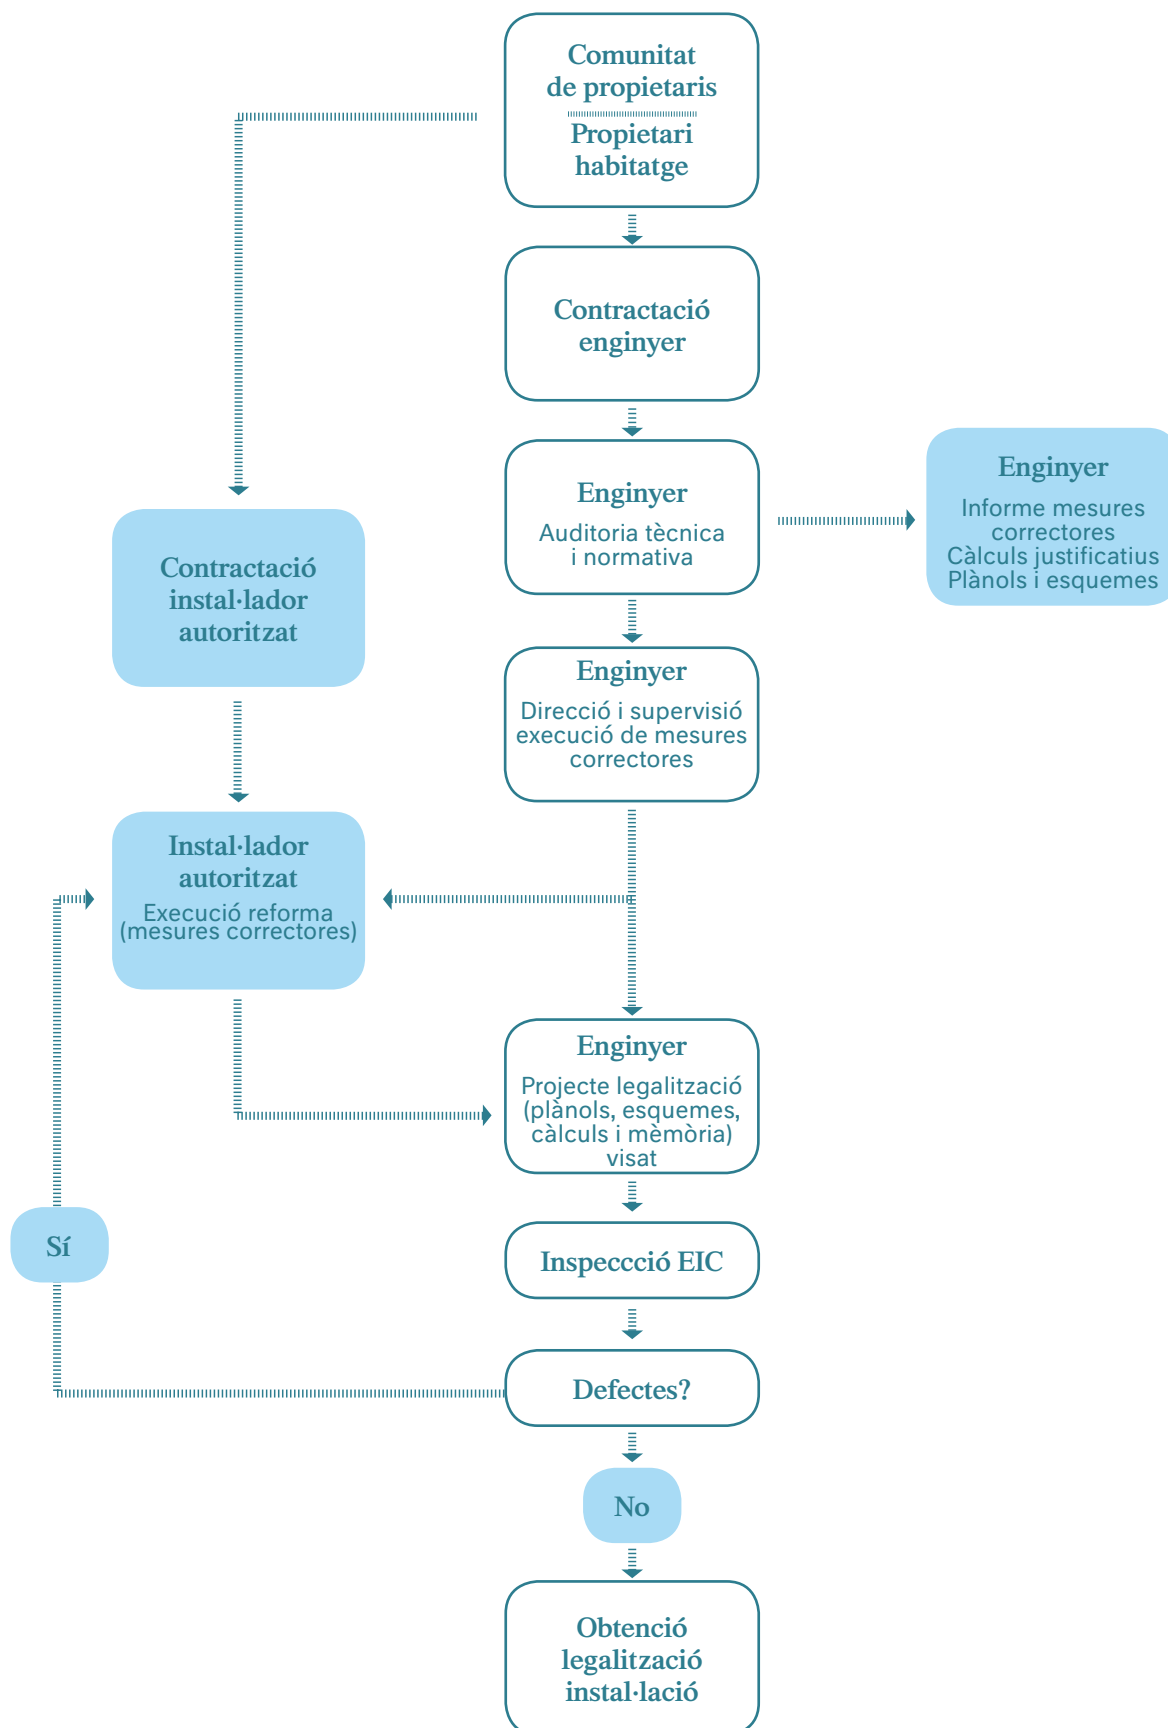 Comunitat
de propietaris
Propietari
habitatge
Contractació
enginyer
Enginyer
Auditoria tècnica
i normativa
Enginyer
Informe mesures
correctores
Càlculs justificatius
Plànols i esquemes
Contractació
instal·lador
autoritzat
Enginyer
Direcció i supervisió
execució de mesures
correctores
Instal·lador
autoritzat
Execució reforma
(mesures correctores)
Enginyer
Projecte legalització
(plànols, esquemes,
càlculs i mèmòria)
visat
Sí
Inspeccció EIC
Defectes?
No
Obtenció
legalització
instal·lació